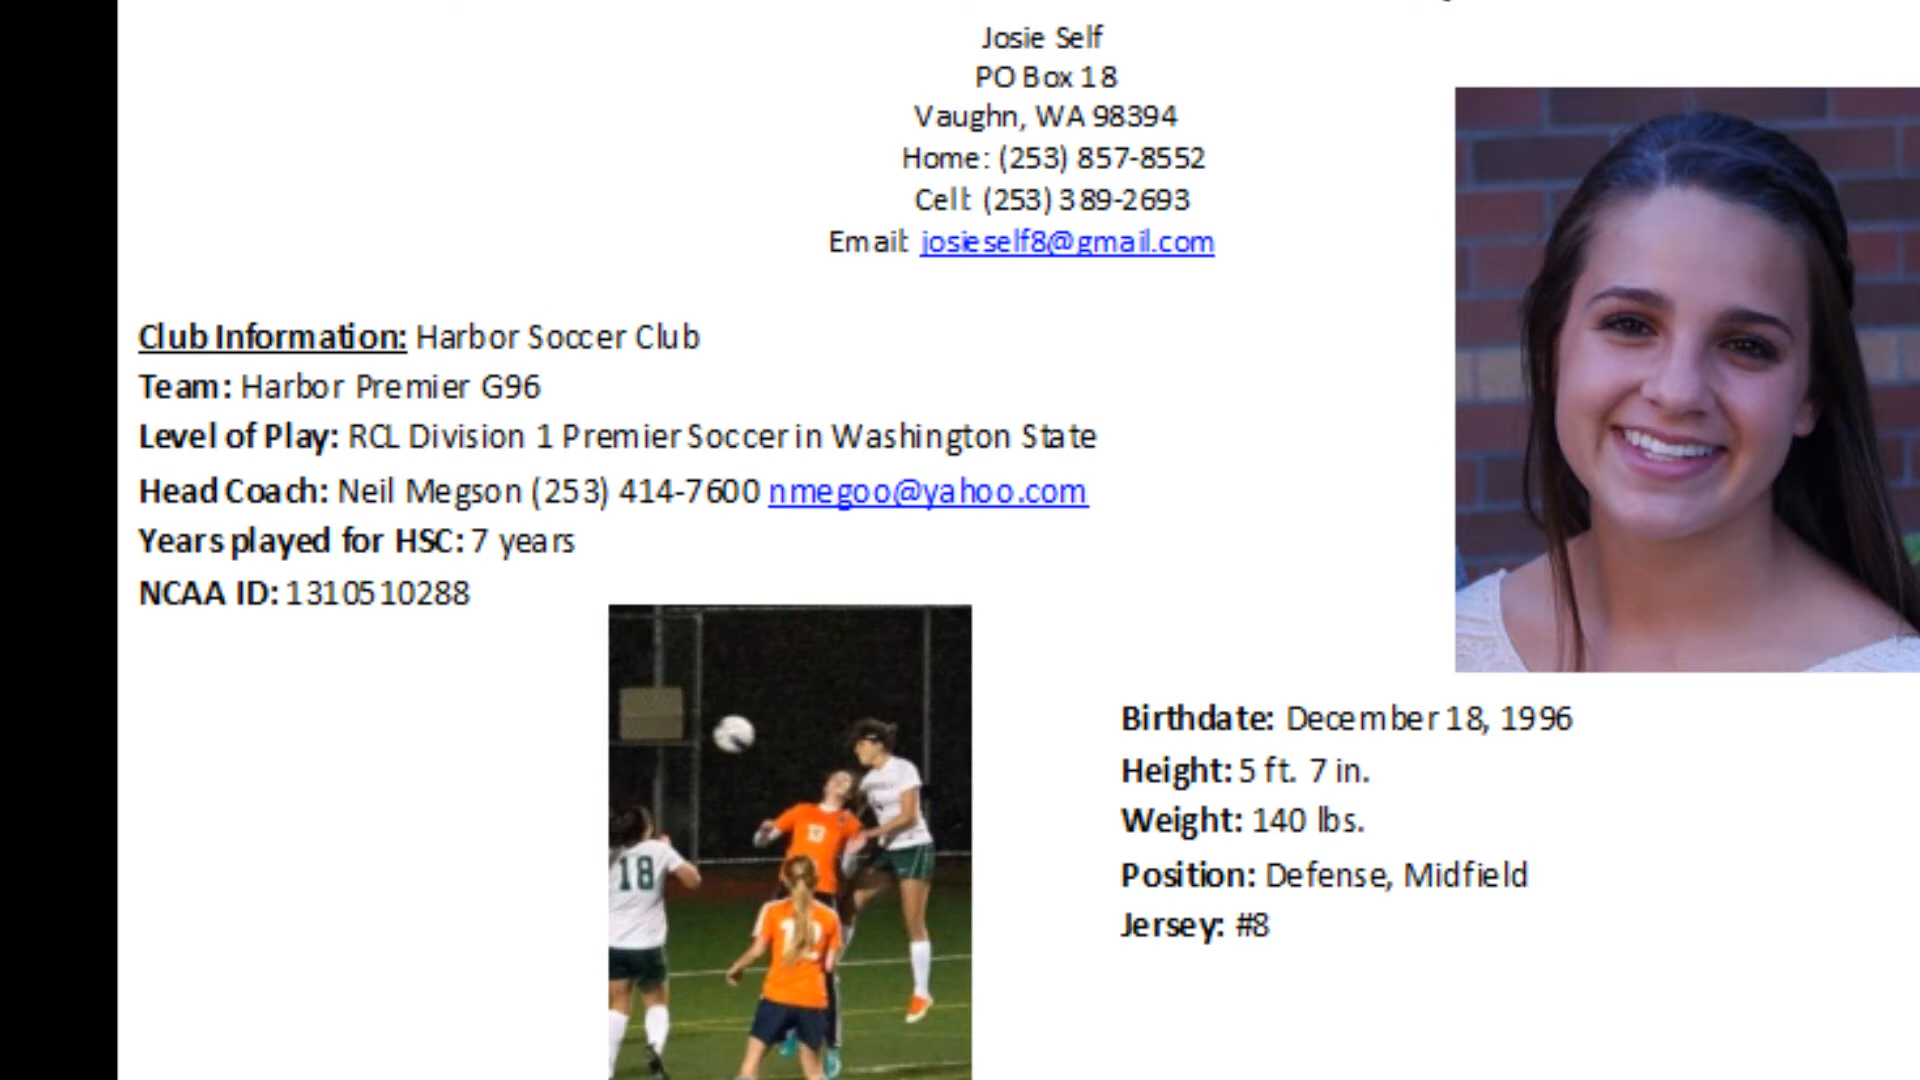 Josie Self
PO Box 18
Vaughn, WA 98394
Home: (253) 857-8552
Cell: (253) 389-2693
Email: josieself8@gmail.com
Club Information: Harbor Soccer Club
Team: Harbor Premier G96
Level of Play: RCL Division 1 Premier Soccer in Washington State
Head Coach: Neil Megson (253) 414-7600 nmegoo@yahoo.com
Years played for HSC: 7 years
NCAA ID: 1310510288
18
13
12
Birthdate: December 18, 1996
Height: 5 ft. 7 in.
Weight: 140 lbs.
Position: Defense, Midfield
Jersey: #8